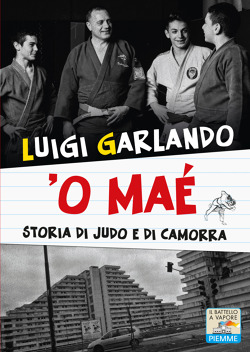 LUIGI GARLANDO
'O MAÉ
STORIA DI JUDO E DI CAMORRA
IL BATTELLO
A VAPORE
PIEMME